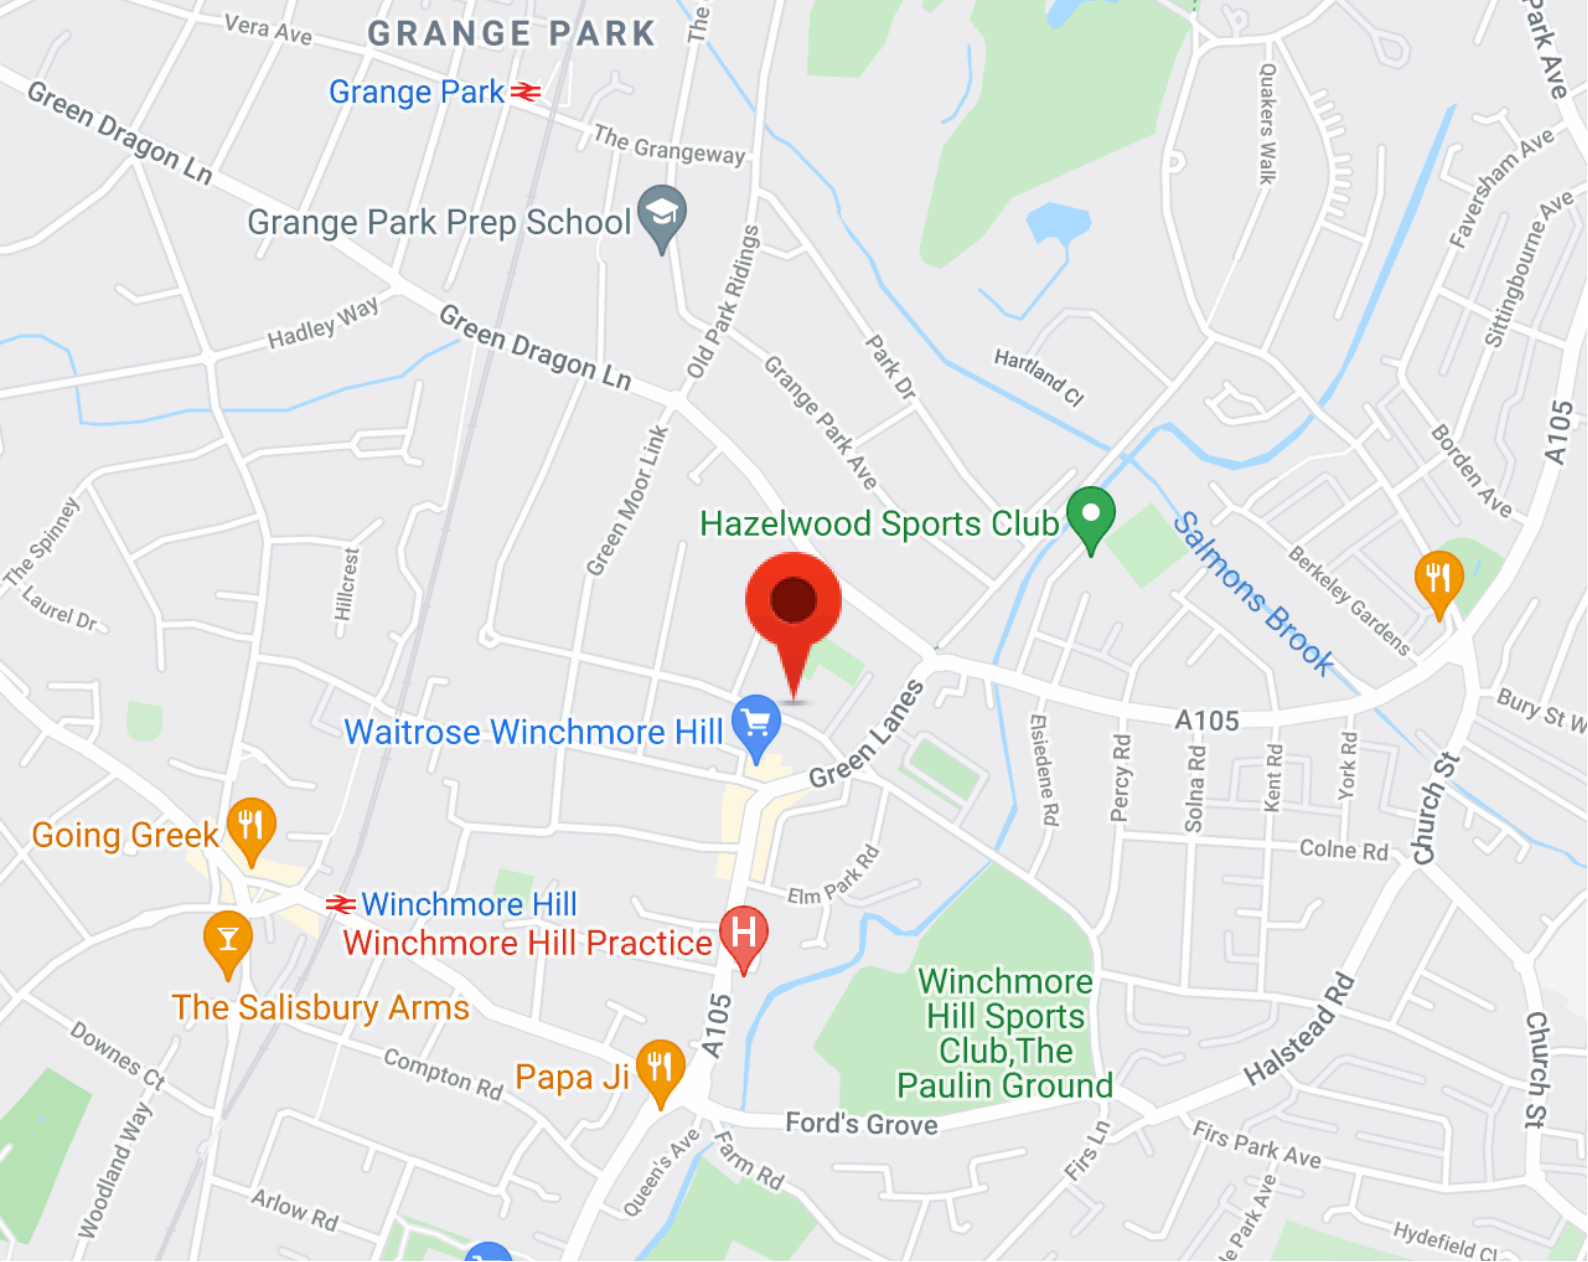 The
Vera Ave
GRANGE PARK
Park Ave
Grange Park
Quakers Walk
Green Dragon Ln
The Grangeway
Faversham Ave
Grange Park Prep School
Sittingbourne Ave
Old Park Ridings
Hadley Way
Green Dragon Ln
Park Dr
Hartland Cl
Grange Park Ave
A105
Borden Ave
Green Moor Link
The Spinney
Hazelwood Sports Club
Salmons Brook
Hillcrest
Berkeley Gardens
Laurel Dr
Bury St W
A105
Waitrose Winchmore Hill
Green Lanes
Elsiedene Rd
Percy Rd
Solna Rd
Kent Rd
York Rd
Church St
Going Greek
Colne Rd
Elm Park Rd
Winchmore Hill
Winchmore Hill Practice
H
Winchmore
Hill Sports
Club,The
Paulin Ground
The Salisbury Arms
A105
Halstead Rd
Church St
Downes Ct
Compton Rd
Papa Ji
Ford's Grove
Firs Ln
Firs Park Ave
Woodland Way
Queen's Ave
Farm Rd
Arlow Rd
le Park Ave
Hydefield Cl